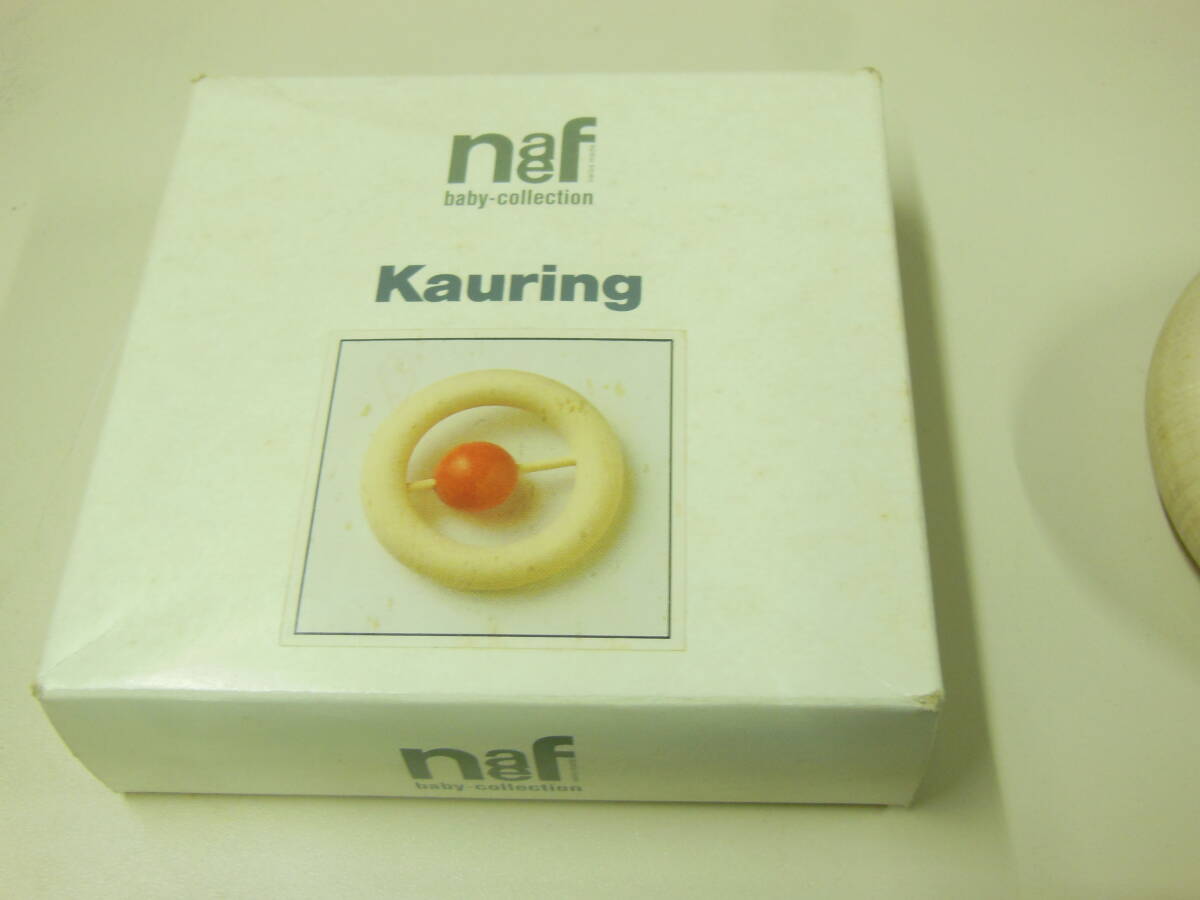 naef
baby-collection
Kauring
naef
baby-collection